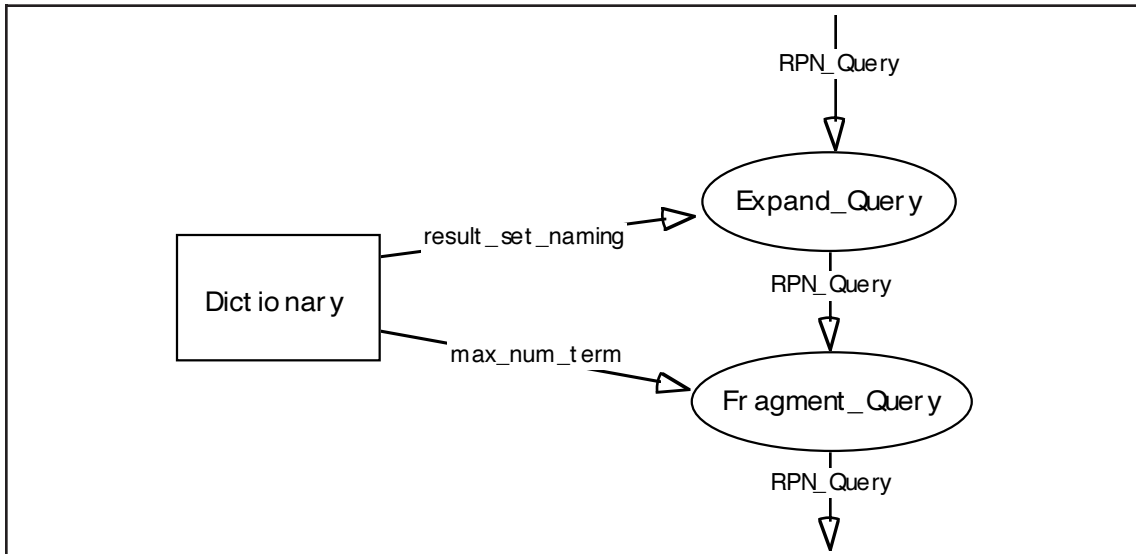 RPN_Query
Expand_Query
result_set_naming
RPN_Query
Dictionary
max_num_term
Fragment_Query
RPN_Query